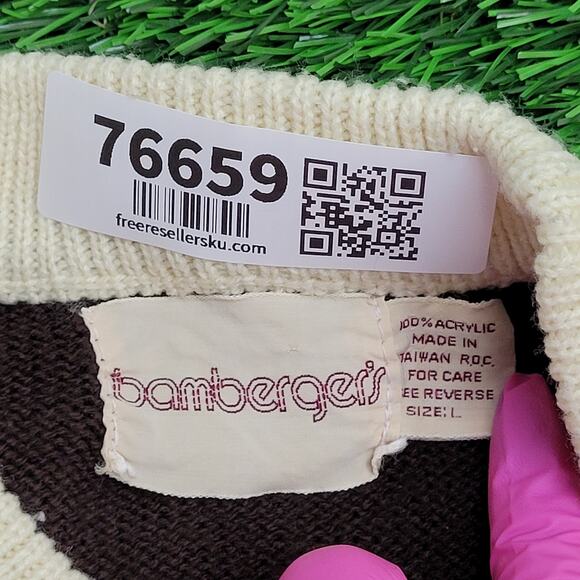 76659
freeresellersku.com
bamberger's
100% ACRYLIC
MADE IN
TAIWAN R.O.C.
FOR CARE
EE REVERSE
SIZE: L